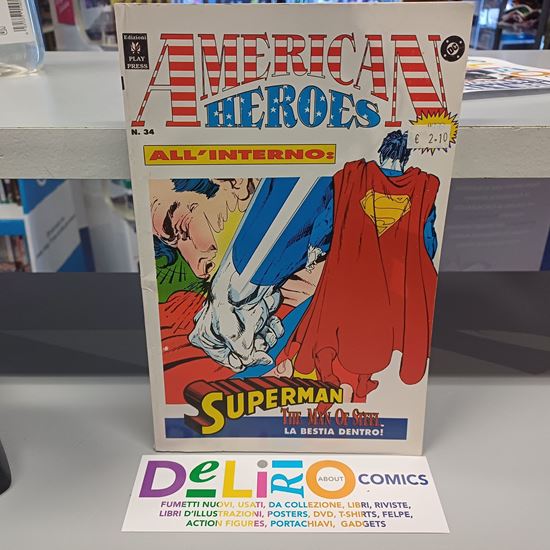 Edizioni
PLAY
PRESS
AMERICAN
HEROES
DC
N. 34
€ 2.10
ALL'INTERNO:
S
SUPERMAN
THE MAN OF STEEL
LA BESTIA DENTRO!
DeLiRIO ABOUT COMICS
FUMETTI NUOVI, USATI, DA COLLEZIONE, LIBRI, RIVISTE,
LIBRI D'ILLUSTRAZIONI, POSTERS, DVD, T-SHIRTS, FELPE,
ACTION FIGURES, PORTACHIAVI, GADGETS